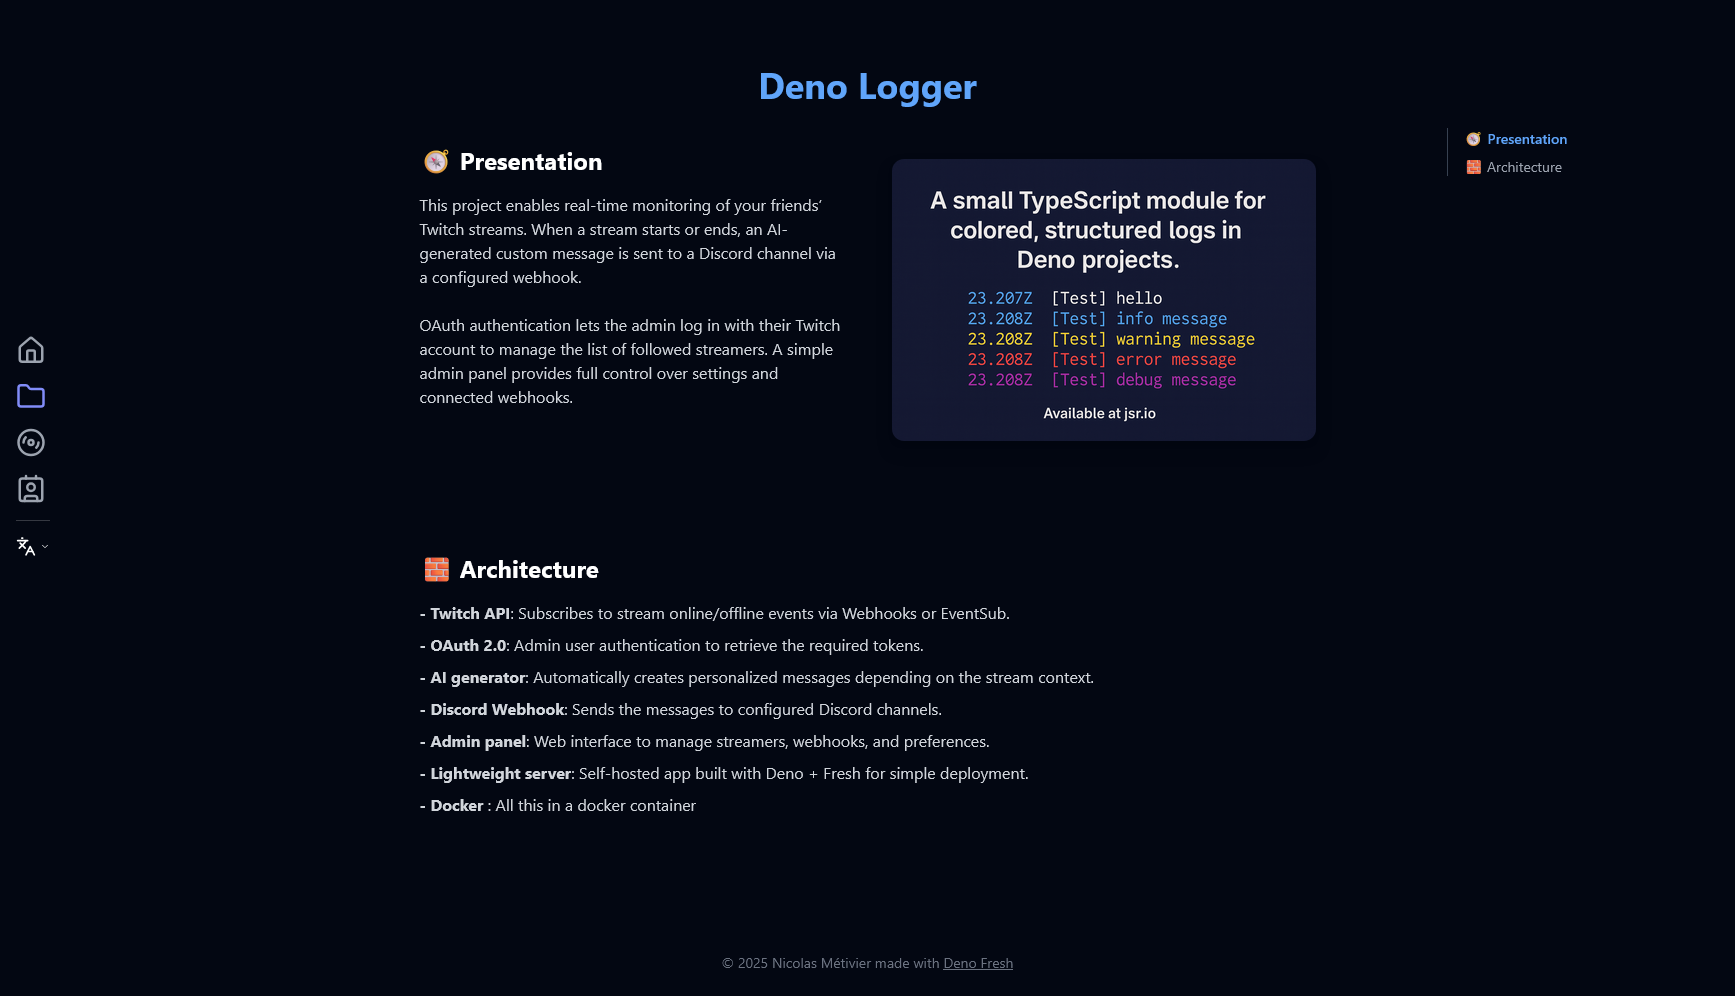 Deno Logger
Presentation
This project enables real-time monitoring of your friends’
Twitch streams. When a stream starts or ends, an AI-
generated custom message is sent to a Discord channel via
a configured webhook.
OAuth authentication lets the admin log in with their Twitch
account to manage the list of followed streamers. A simple
admin panel provides full control over settings and
connected webhooks.
A small TypeScript module for
colored, structured logs in
Deno projects.
23.207Z [Test] hello
23.208Z [Test] info message
23.208Z [Test] warning message
23.208Z [Test] error message
23.208Z [Test] debug message
Available at jsr.io
Presentation
Architecture
Architecture
- Twitch API: Subscribes to stream online/offline events via Webhooks or EventSub.
- OAuth 2.0: Admin user authentication to retrieve the required tokens.
- AI generator: Automatically creates personalized messages depending on the stream context.
- Discord Webhook: Sends the messages to configured Discord channels.
- Admin panel: Web interface to manage streamers, webhooks, and preferences.
- Lightweight server: Self-hosted app built with Deno + Fresh for simple deployment.
- Docker : All this in a docker container
© 2025 Nicolas Métivier made with Deno Fresh